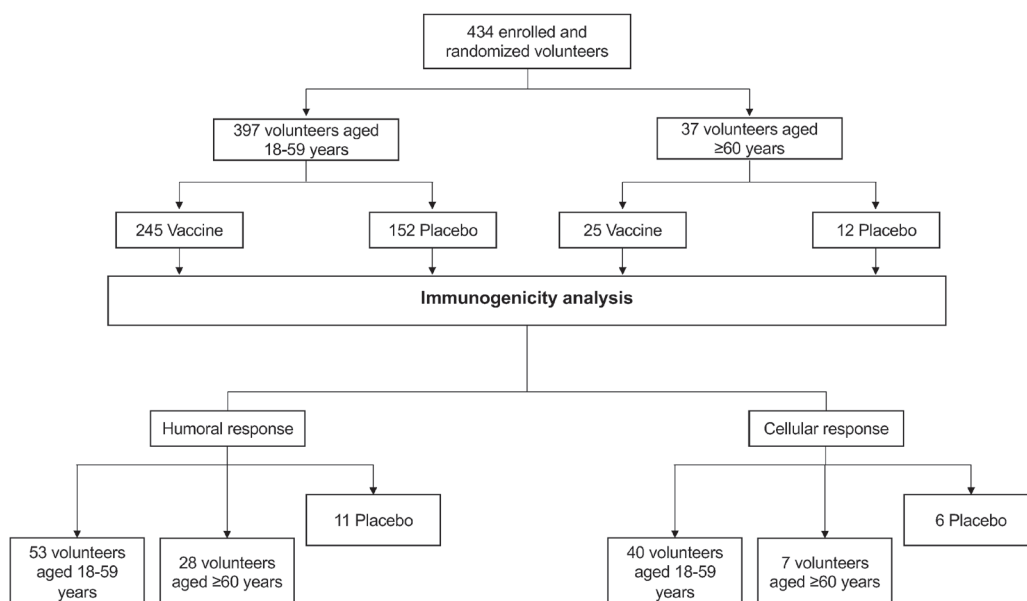 434 enrolled and
randomized volunteers
397 volunteers aged
18-59 years
37 volunteers aged
≥60 years
245 Vaccine
152 Placebo
25 Vaccine
12 Placebo
Immunogenicity analysis
Humoral response
Cellular response
11 Placebo
6 Placebo
53 volunteers
aged 18-59
years
28 volunteers
aged ≥60 years
40 volunteers
aged 18-59
years
7 volunteers
aged ≥60 years